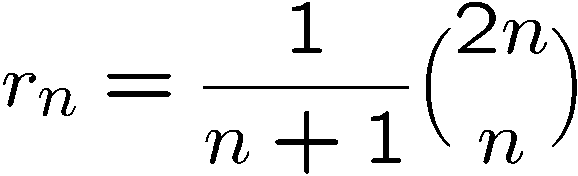 r_n = \frac{1}{n+1} \binom{2n}{n}